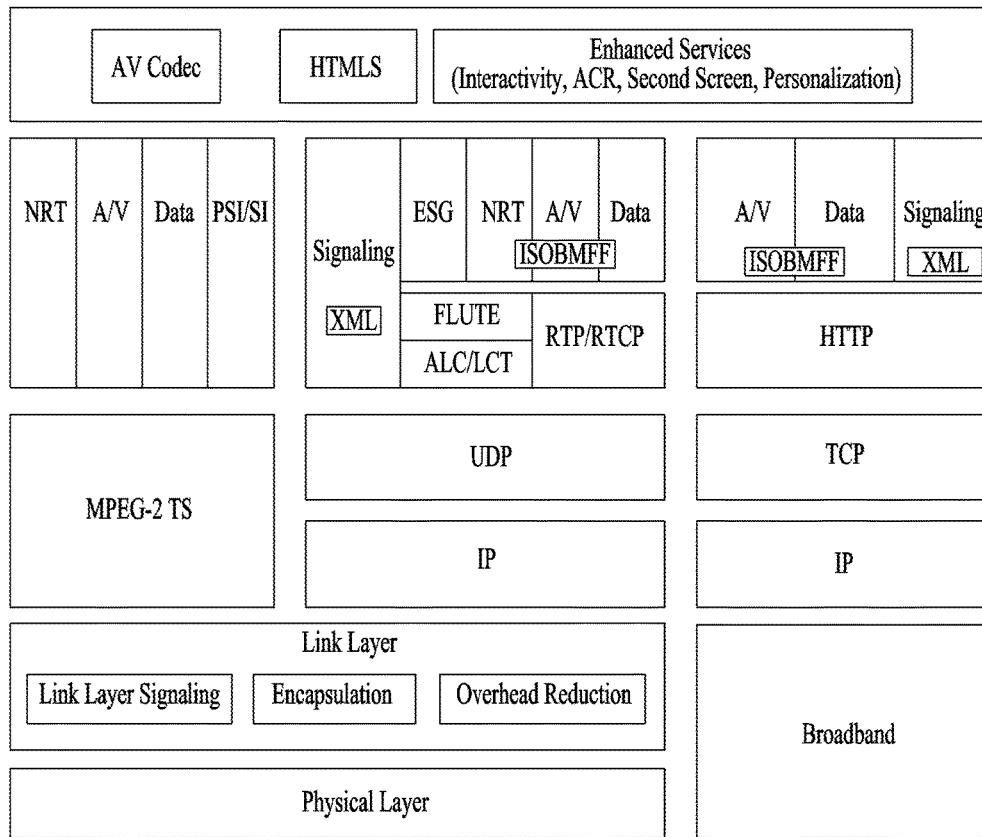 AV Codec
HTMLS
Enhanced Services
(Interactivity, ACR, Second Screen, Personalization)
NRT
A/V
Data
PSI/SI
Signaling
XML
ESG
NRT
A/V
Data
ISOBMFF
FLUTE
ALC/LCT
RTP/RTCP
A/V
Data
Signaling
ISOBMFF
XML
HTTP
MPEG-2 TS
UDP
TCP
IP
IP
Link Layer
Link Layer Signaling
Encapsulation
Overhead Reduction
Broadband
Physical Layer